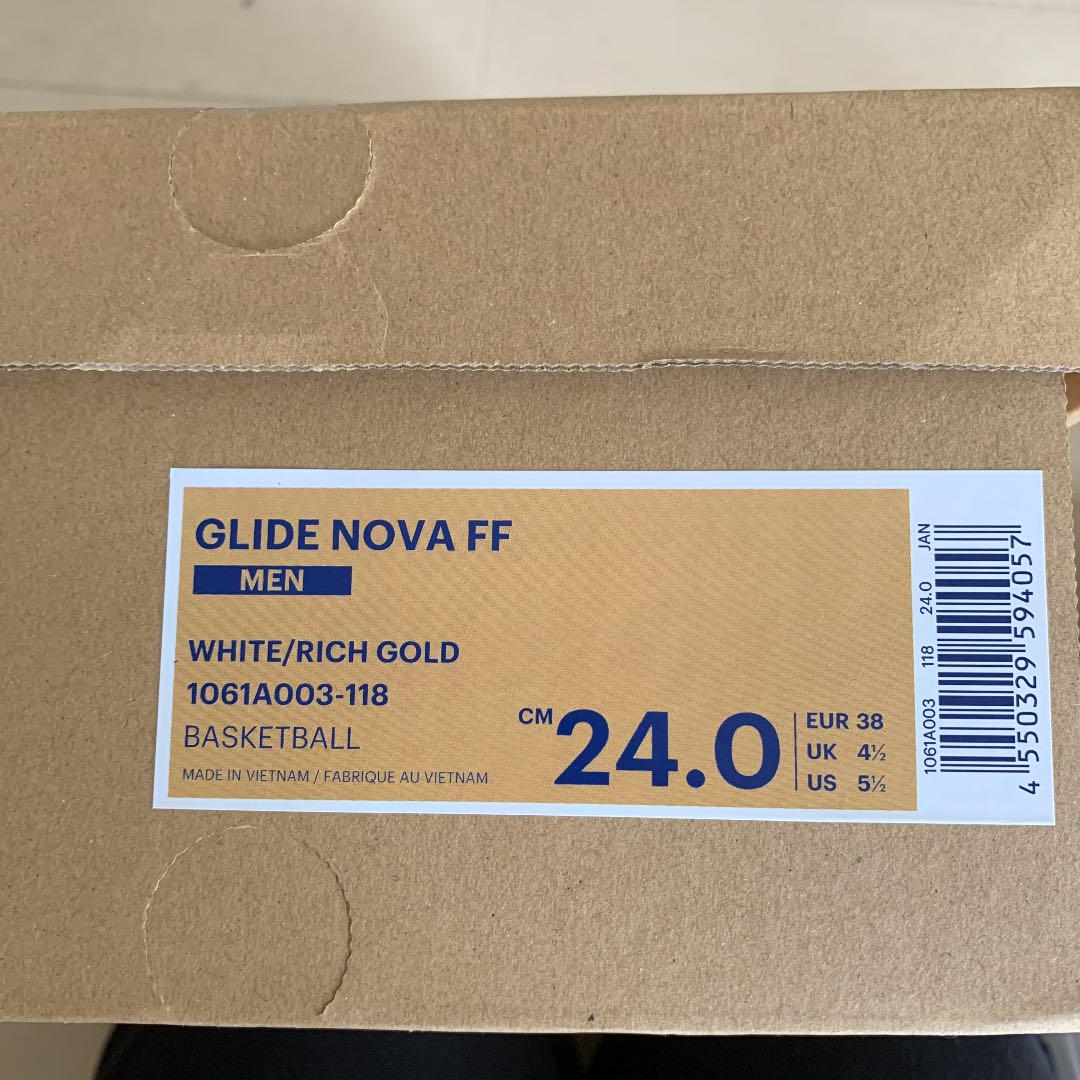 GLIDE NOVA FF
MEN
WHITE/RICH GOLD
1061A003-118
BASKETBALL
MADE IN VIETNAM / FABRIQUE AU VIETNAM
CM 24.0
EUR 38
UK 4½
US 5½
1061A003 118 24.0 JAN
4 550329 594057